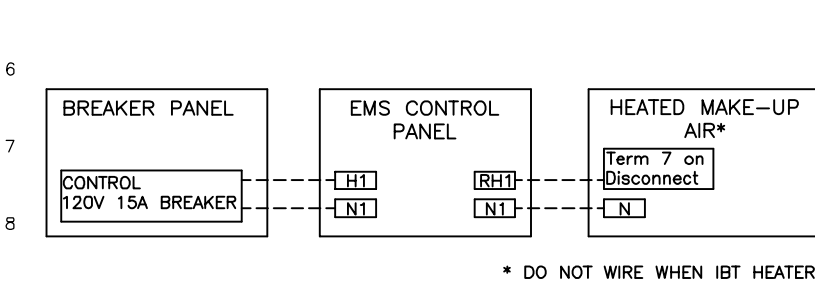 6
BREAKER PANEL
EMS CONTROL
PANEL
HEATED MAKE-UP
AIR*
7
Term 7 on
Disconnect
CONTROL
120V 15A BREAKER
H1
RH1
N1
N1
N
8
* DO NOT WIRE WHEN IBT HEATER